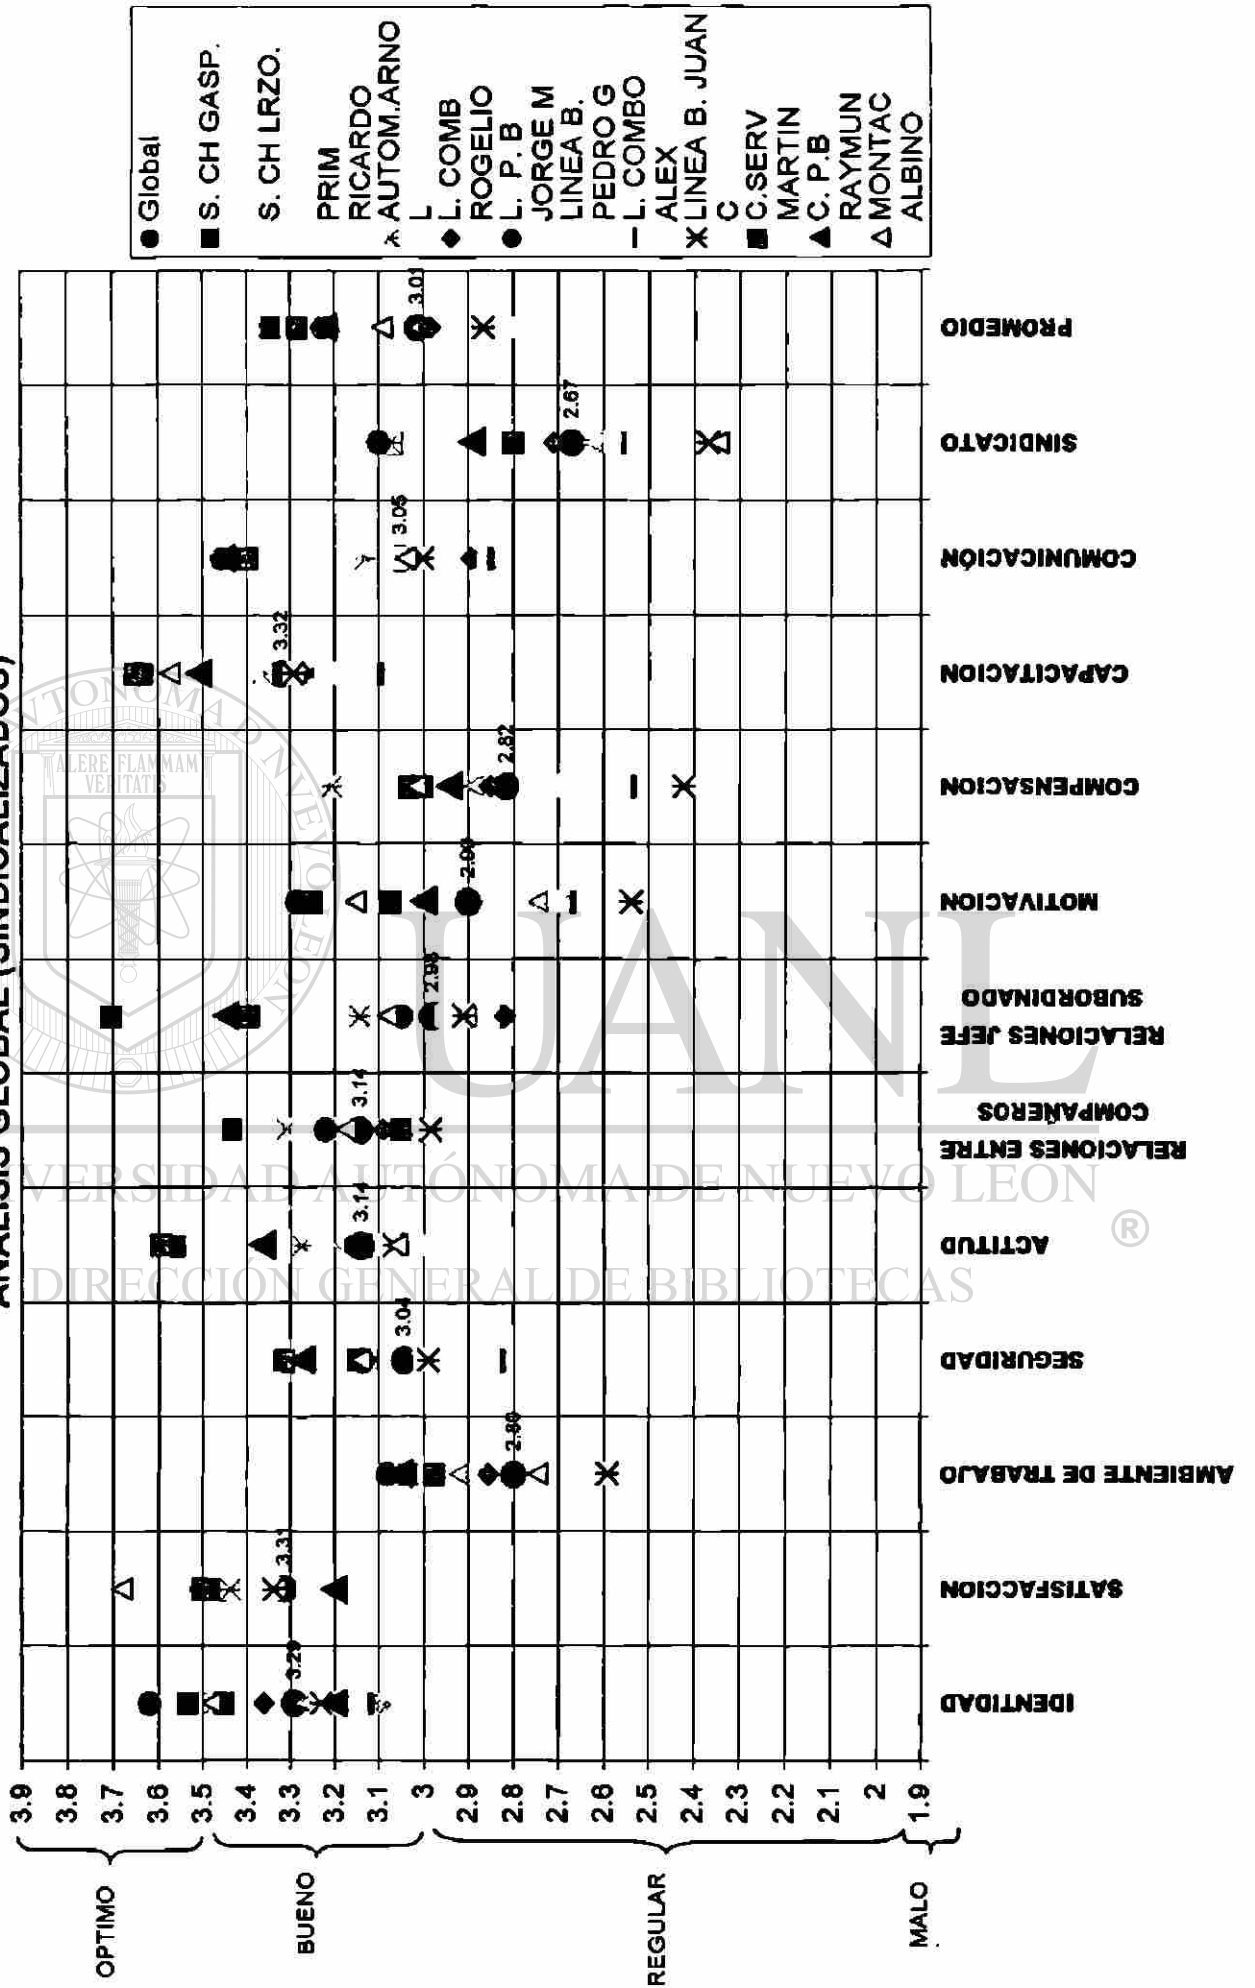 ANALISIS GLOBAL (SINDICALIZADOS)
OPTIMO
BUENO
REGULAR
MALO
3.9
3.8
3.7
3.6
3.5
3.4
3.3
3.2
3.1
3
2.9
2.8
2.7
2.6
2.5
2.4
2.3
2.2
2.1
2
1.9
3.29
3.31
2.80
3.04
3.14
3.14
2.98
2.90
2.82
3.32
3.05
2.67
3.01
IDENTIDAD
SATISFACCION
AMBIENTE DE TRABAJO
SEGURIDAD
ACTITUD
RELACIONES ENTRE
COMPAÑEROS
RELACIONES JEFE
SUBORDINADO
MOTIVACION
COMPENSACION
CAPACITACION
COMUNICACIÓN
SINDICATO
PROMEDIO
Global
S. CH GASP.
S. CH LRZO.
PRIM
RICARDO
AUTOM.ARNO
L
L. COMB
ROGELIO
L. P. B
JORGE M
LINEA B.
PEDRO G
L. COMBO
ALEX
LINEA B. JUAN
C
C.SERV
MARTIN
C. P.B
RAYMUN
MONTAC
ALBINO
ALERE FLAMMAM
VERITATIS
UANL
VERSIDAD AUTÓNOMA DE NUEVO LEÓN
®
DIRECCIÓN GENERAL DE BIBLIOTECAS